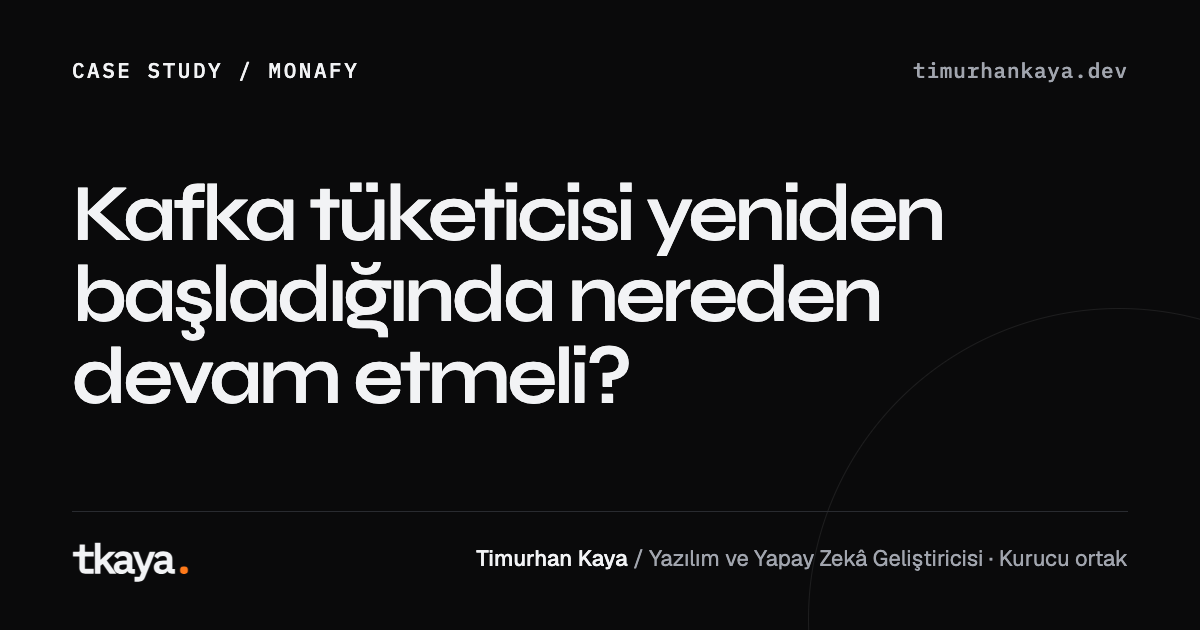 CASE STUDY / MONAFY
timurhankaya.dev
Kafka tüketicisi yeniden
başladığında nereden
devam etmeli?
tkaya.
Timurhan Kaya / Yazılım ve Yapay Zekâ Geliştiricisi · Kurucu ortak